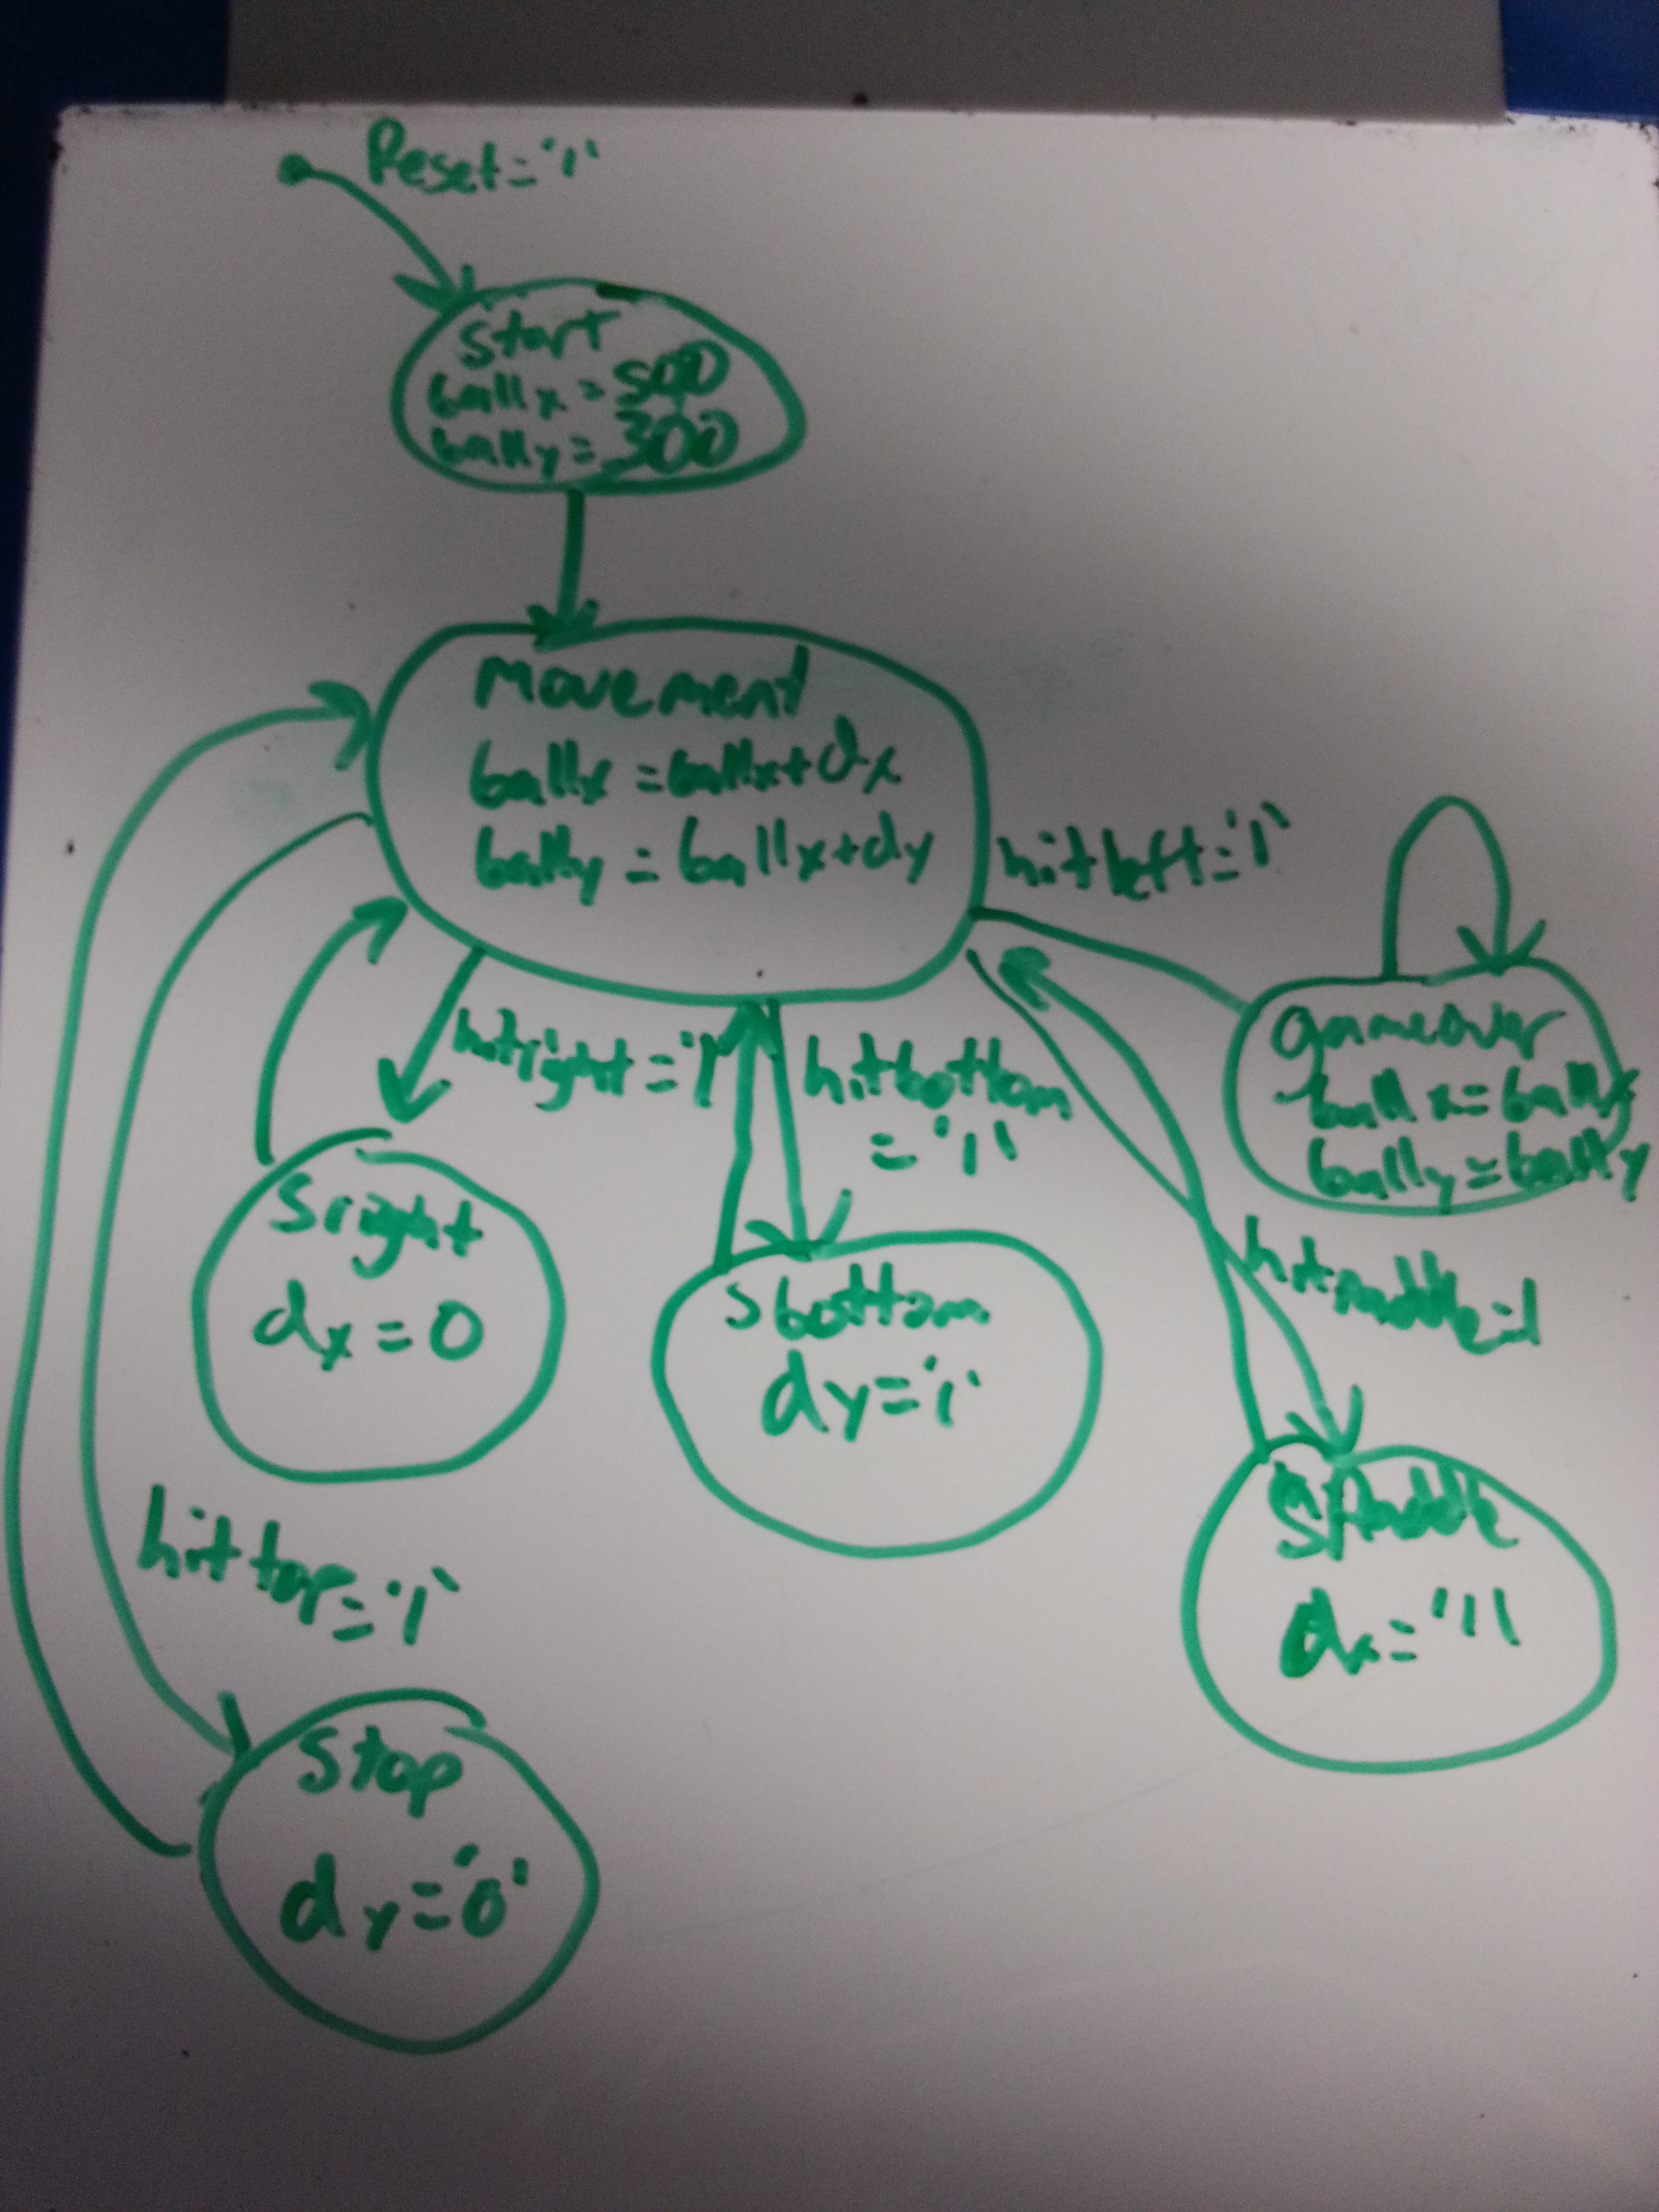 Reset='1'
Start
ballx = 500
bally = 300
Movement
ballx = ballx+dx
bally = ballx+dy
hitleft='1'
gameover
ballx=ballx
bally=bally
hitright='1'
hitbottom
='1'
Sright
dx=0
Sbottom
dy='1'
hitpaddle=1
Spaddle
dx='1'
hittop='1'
Stop
dy='0'